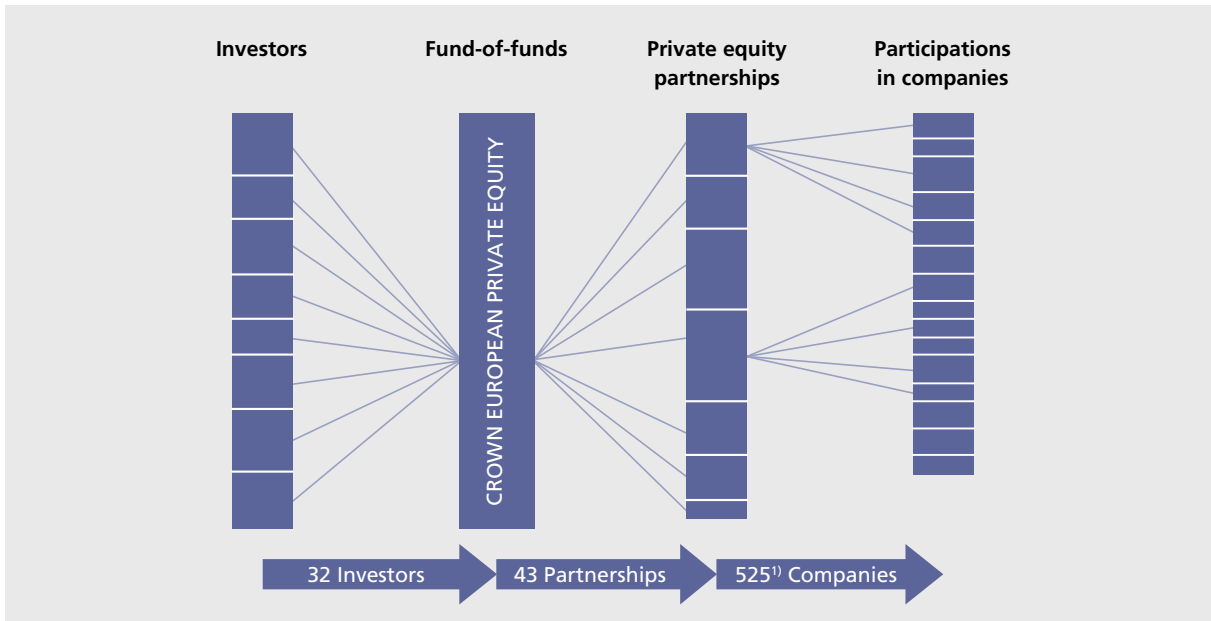 Investors
Fund-of-funds
Private equity
partnerships
Participations
in companies
CROWN EUROPEAN PRIVATE EQUITY
32 Investors
43 Partnerships
525¹⁾ Companies